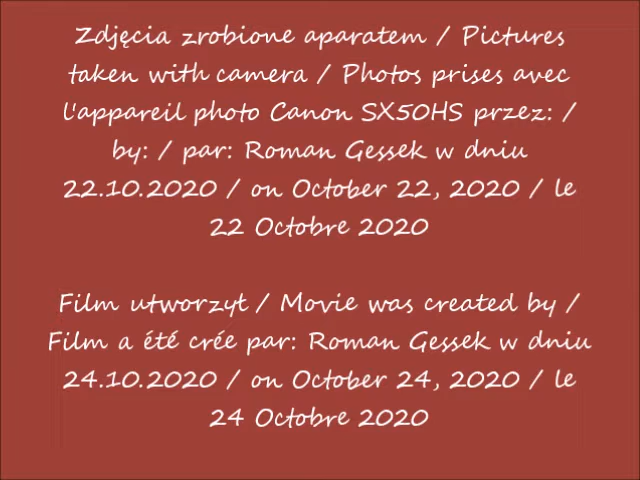 Zdjęcia zrobione aparatem / Pictures
taken with camera / Photos prises avec
l'appareil photo Canon SX50HS przez: /
by: / par: Roman Gessek w dniu
22.10.2020 / on October 22, 2020 / le
22 Octobre 2020
Film utworzył / Movie was created by /
Film a été crée par: Roman Gessek w dniu
24.10.2020 / on October 24, 2020 / le
24 Octobre 2020